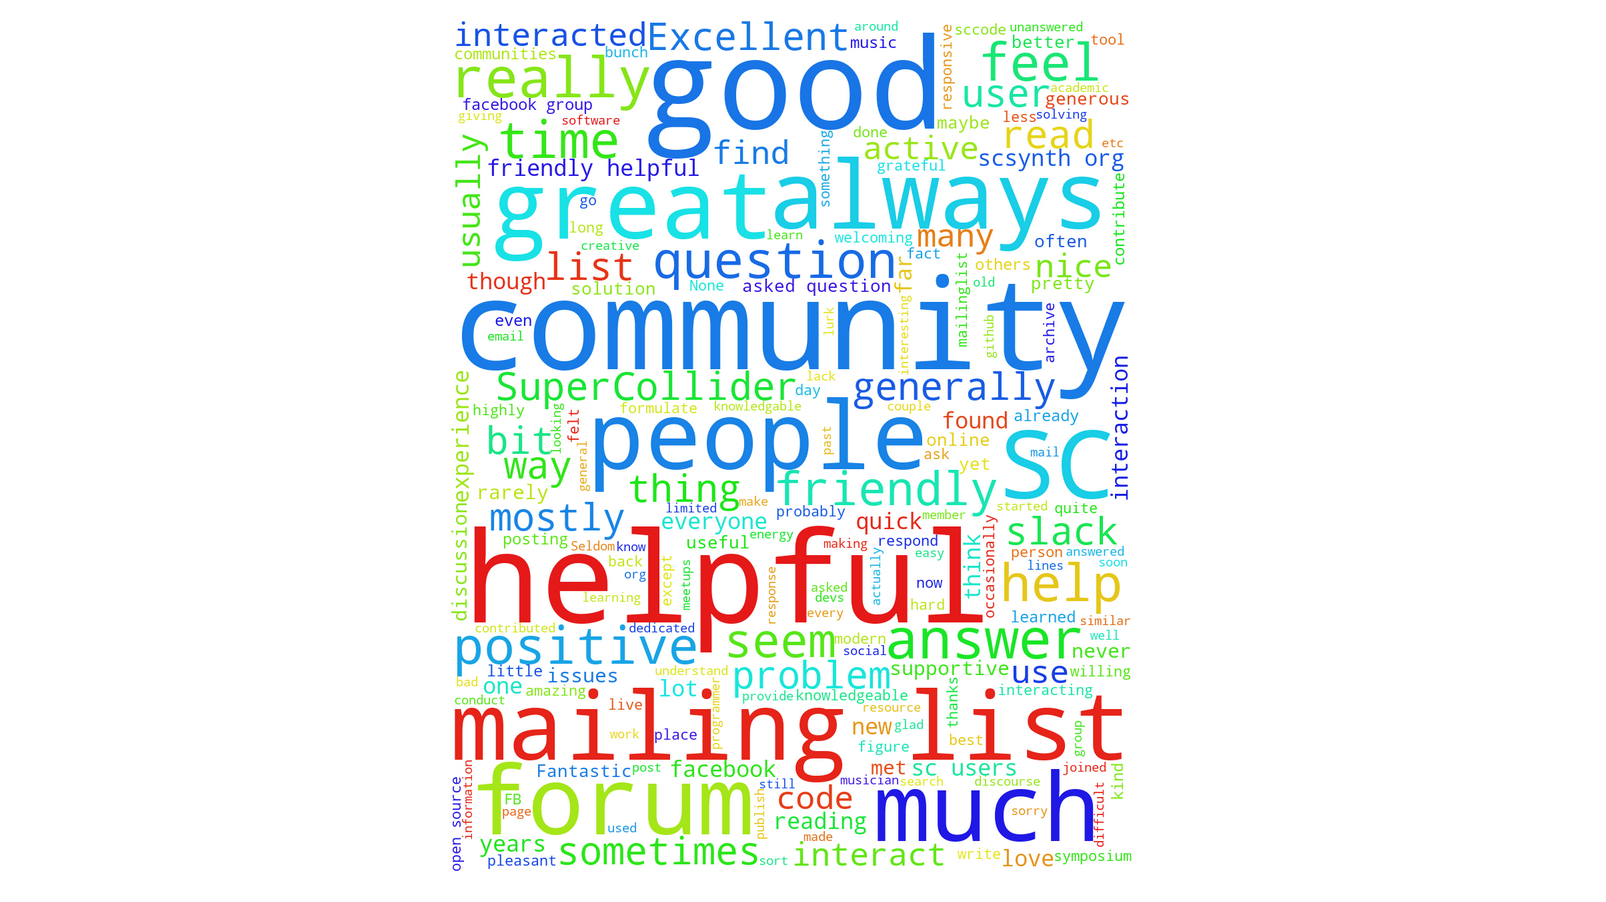 interacted Excellent around responsive sccode unanswered
communities bunch music better tool
really good feel
facebook group user academic
generous
giving software less solving
time maybe read etc
find something done active scsynth org
usually friendly helpful grateful contribute
great always
go
long learn welcoming many often
creative fact
list question far others nice
though solution None asked question mailinglist old pretty
community
even lurk interesting github archive
email
SuperCollider lack generally interaction
day
discussion experience highly looking felt formulate knowledgable couple found already
bit people past online SC
general ask mail
way yet
rarely thing friendly
make
mostly limited probably quick member started quite
everyone slack
posting useful energy making respond think occasionally person answered
Seldom know
helpful back except meetups response actually easy lines soon
org help
learning asked now
devs hard
every learned similar
contributed dedicated
positive seem modern answer well
social never
little issues understand problem supportive use willing
bad one amazing lot provide knowledgeable interacting
conduct
mailing list
live programmer resource thanks
work place new glad best group
figure
Fantastic post facebook met sc users joined kind
forum still musician search discourse much
open source information FB publish code sorry difficult
page
used reading
years made
pleasant sometimes sort interact write love symposium